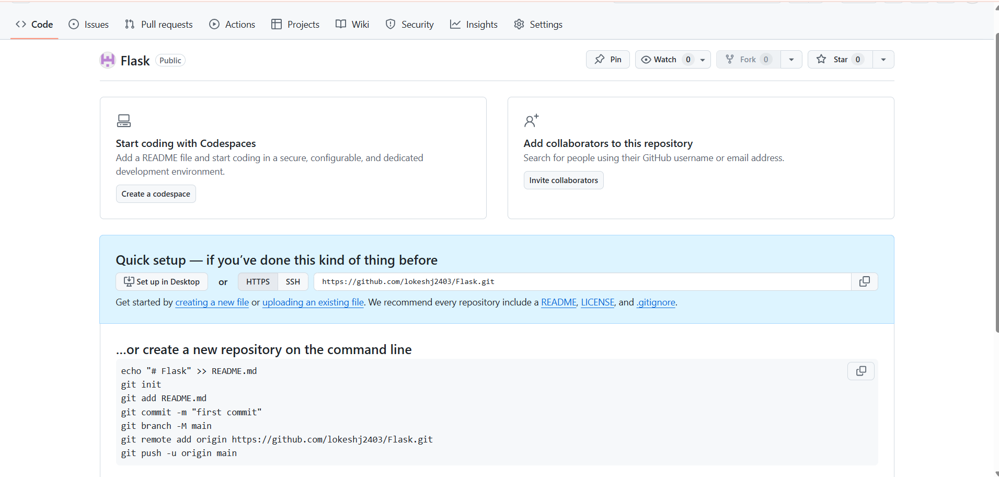 Code Issues Pull requests Actions Projects Wiki Security Insights Settings
Flask Public Pin Watch 0 Fork 0 Star 0
Start coding with Codespaces
Add a README file and start coding in a secure, configurable, and dedicated
development environment.
Create a codespace
Add collaborators to this repository
Search for people using their GitHub username or email address.
Invite collaborators
Quick setup — if you’ve done this kind of thing before
Set up in Desktop or HTTPS SSH https://github.com/lokeshj2403/Flask.git
Get started by creating a new file or uploading an existing file. We recommend every repository include a README, LICENSE, and .gitignore.
…or create a new repository on the command line
echo "# Flask" >> README.md
git init
git add README.md
git commit -m "first commit"
git branch -M main
git remote add origin https://github.com/lokeshj2403/Flask.git
git push -u origin main